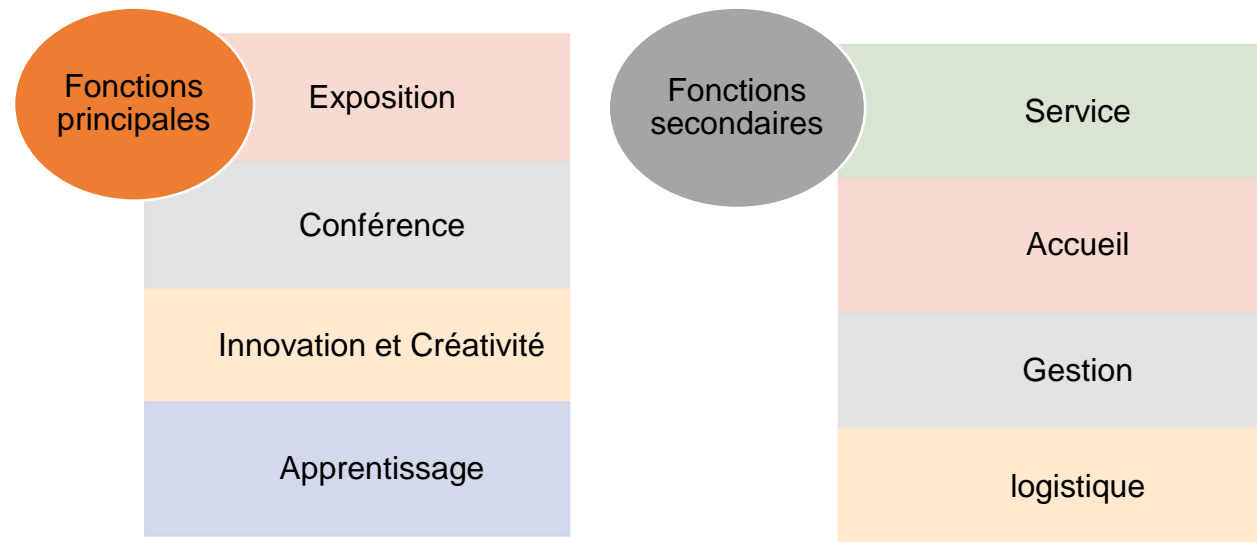 Fonctions
principales
Exposition
Conférence
Innovation et Créativité
Apprentissage
Fonctions
secondaires
Service
Accueil
Gestion
logistique